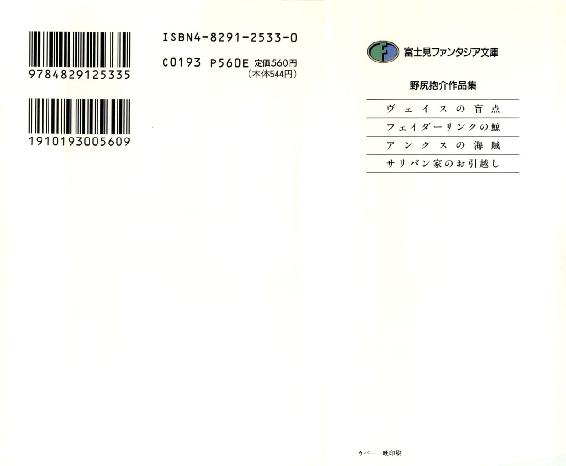 ISBN4-8291-2533-0
C0193 P560E 定価560円
(本体544円)
9784829125335
1910193005609
富士見ファンタジア文庫
野尻抱介作品集
ヴェイスの盲点
フェイダーリンクの鯨
アンクスの海賊
サリバン家のお引越し
カバー 暁印刷